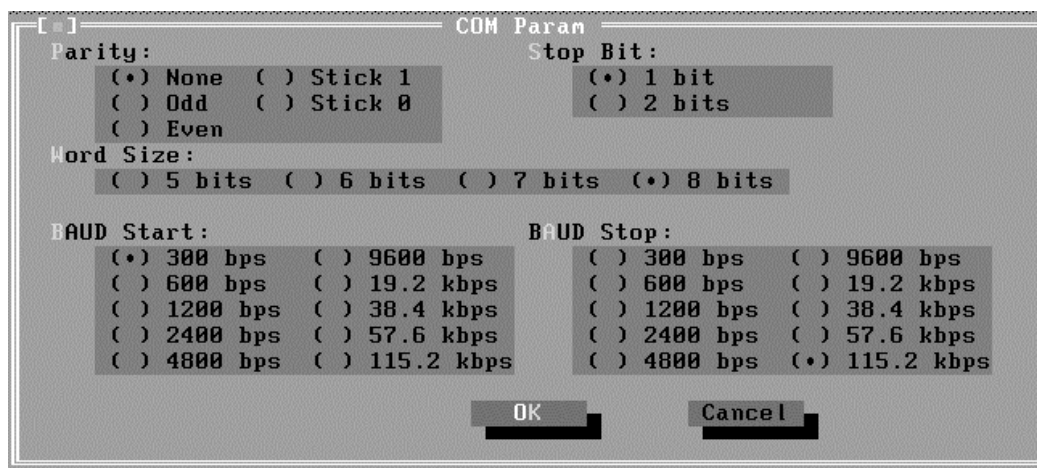 [■] COM Param
Parity: Stop Bit:
(•) None ( ) Stick 1 (•) 1 bit
( ) Odd ( ) Stick 0 ( ) 2 bits
( ) Even
Word Size:
( ) 5 bits ( ) 6 bits ( ) 7 bits (•) 8 bits
BAUD Start: BAUD Stop:
(•) 300 bps ( ) 9600 bps ( ) 300 bps ( ) 9600 bps
( ) 600 bps ( ) 19.2 kbps ( ) 600 bps ( ) 19.2 kbps
( ) 1200 bps ( ) 38.4 kbps ( ) 1200 bps ( ) 38.4 kbps
( ) 2400 bps ( ) 57.6 kbps ( ) 2400 bps ( ) 57.6 kbps
( ) 4800 bps ( ) 115.2 kbps ( ) 4800 bps (•) 115.2 kbps
OK Cancel